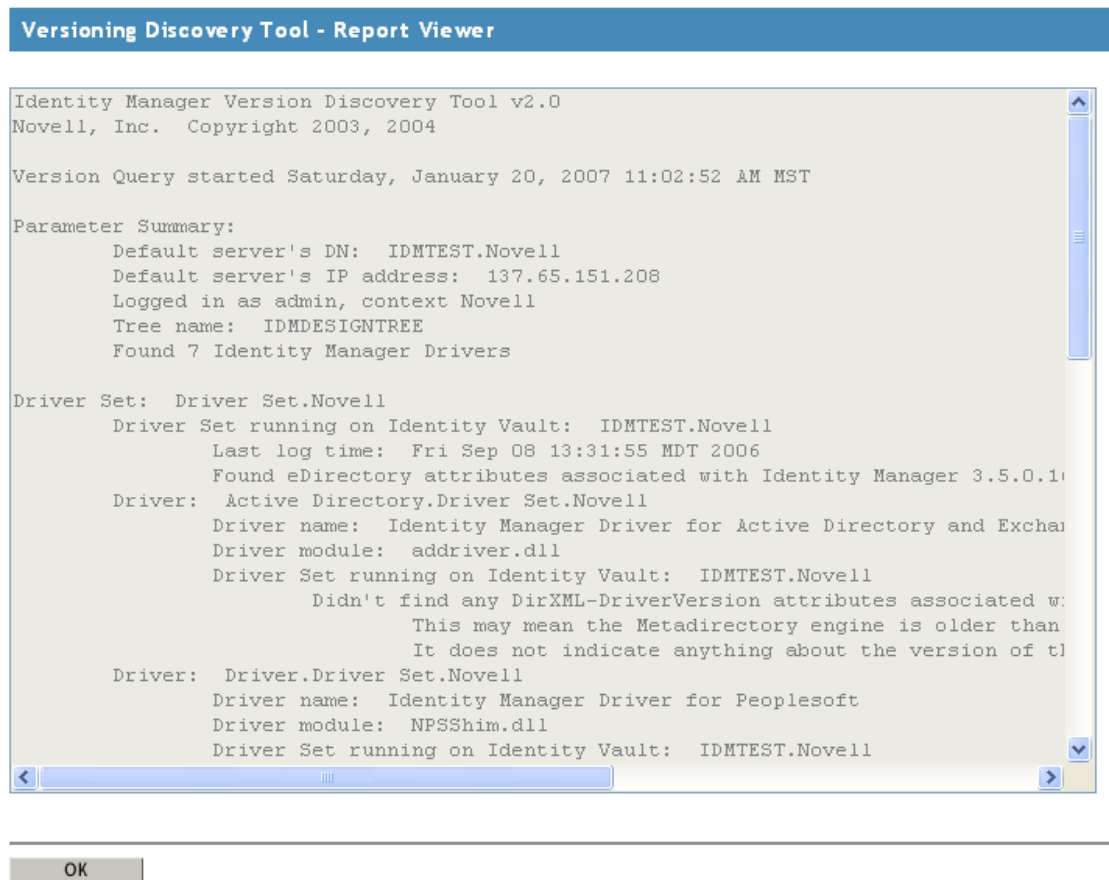 Versioning Discovery Tool - Report Viewer
Identity Manager Version Discovery Tool v2.0
Novell, Inc.  Copyright 2003, 2004
Version Query started Saturday, January 20, 2007 11:02:52 AM MST
Parameter Summary:
Default server's DN:  IDMTEST.Novell
Default server's IP address:  137.65.151.208
Logged in as admin, context Novell
Tree name:  IDMDESIGNTREE
Found 7 Identity Manager Drivers
Driver Set:  Driver Set.Novell
Driver Set running on Identity Vault:  IDMTEST.Novell
Last log time:  Fri Sep 08 13:31:55 MDT 2006
Found eDirectory attributes associated with Identity Manager 3.5.0.1
Driver:  Active Directory.Driver Set.Novell
Driver name:  Identity Manager Driver for Active Directory and Exchan
Driver module:  addriver.dll
Driver Set running on Identity Vault:  IDMTEST.Novell
Didn't find any DirXML-DriverVersion attributes associated w
This may mean the Metadirectory engine is older than
It does not indicate anything about the version of t
Driver:  Driver.Driver Set.Novell
Driver name:  Identity Manager Driver for Peoplesoft
Driver module:  NPSShim.dll
Driver Set running on Identity Vault:  IDMTEST.Novell
OK